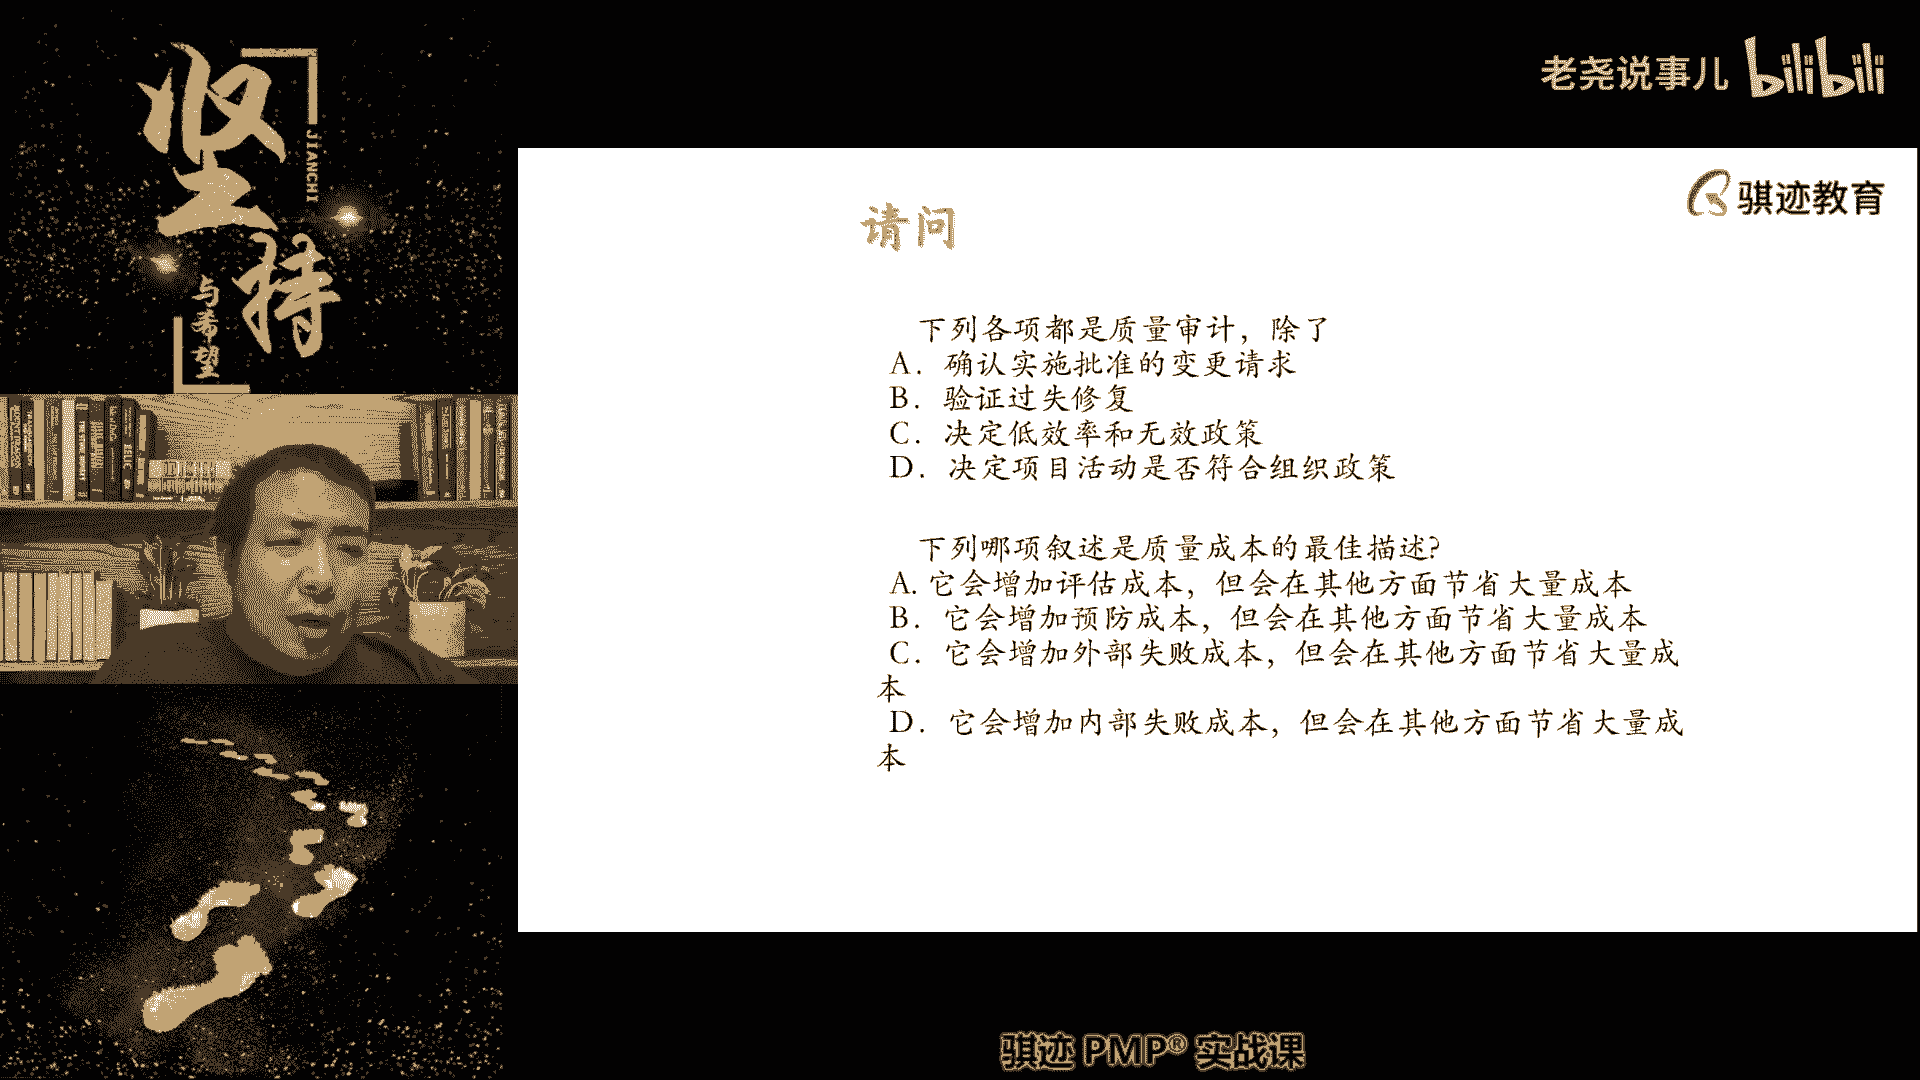 坚持
JIANCHI
与希望
老尧说事儿 bilibili
骐迹教育
请问
下列各项都是质量审计，除了
A．确认实施批准的变更请求
B．验证过失修复
C．决定低效率和无效政策
D．决定项目活动是否符合组织政策
下列哪项叙述是质量成本的最佳描述?
A. 它会增加评估成本，但会在其他方面节省大量成本
B．它会增加预防成本，但会在其他方面节省大量成本
C．它会增加外部失败成本，但会在其他方面节省大量成
本
D．它会增加内部失败成本，但会在其他方面节省大量成
本
骐迹 PMP® 实战课